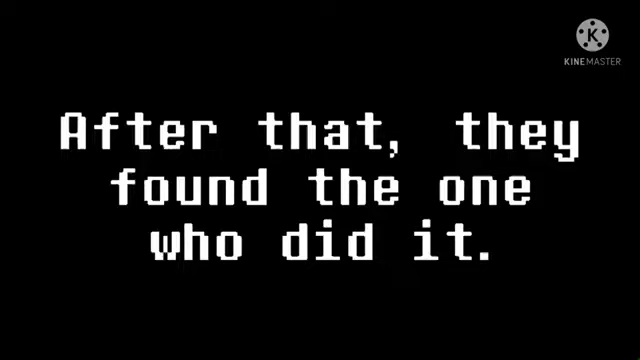 KINEMASTER
After that, they
found the one
who did it.